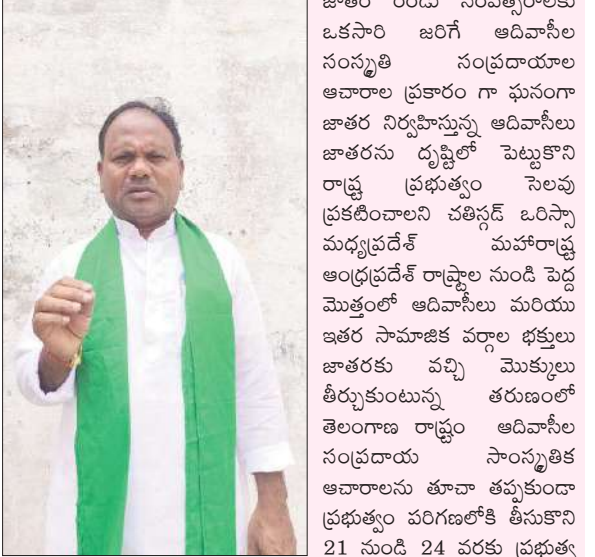 జాతర రెండు సంవత్సరాలకు
ఒకసారి జరిగే ఆదివాసీల
సంస్కృతి సంప్రదాయాల
ఆచారాల ప్రకారం గా ఘనంగా
జాతర నిర్వహిస్తున్న ఆదివాసీలు
జాతరను దృష్టిలో పెట్టుకొని
రాష్ట్ర ప్రభుత్వం సెలవు
ప్రకటించాలని చతిస్గడ్ ఒరిస్సా
మధ్యప్రదేశ్ మహారాష్ట్ర
ఆంధ్రప్రదేశ్ రాష్ట్రాల నుండి పెద్ద
మొత్తంలో ఆదివాసీలు మరియు
ఇతర సామాజిక వర్గాల భక్తులు
జాతరకు వచ్చి మొక్కులు
తీర్చుకుంటున్న తరుణంలో
తెలంగాణ రాష్ట్రం ఆదివాసీల
సంప్రదాయ సాంస్కృతిక
ఆచారాలను తూచా తప్పకుండా
ప్రభుత్వం పరిగణలోకి తీసుకొని
21 నుండి 24 వరకు ప్రభుత్వ